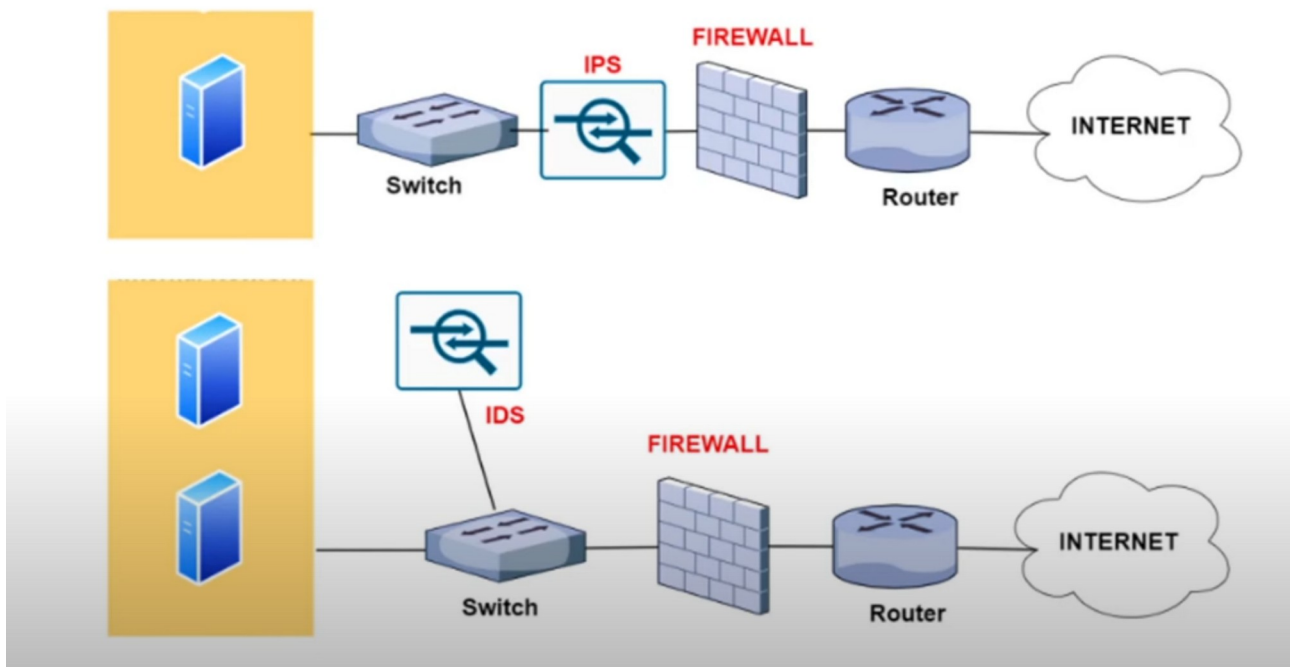 FIREWALL
IPS
INTERNET
Switch
Router
IDS
FIREWALL
INTERNET
Switch
Router